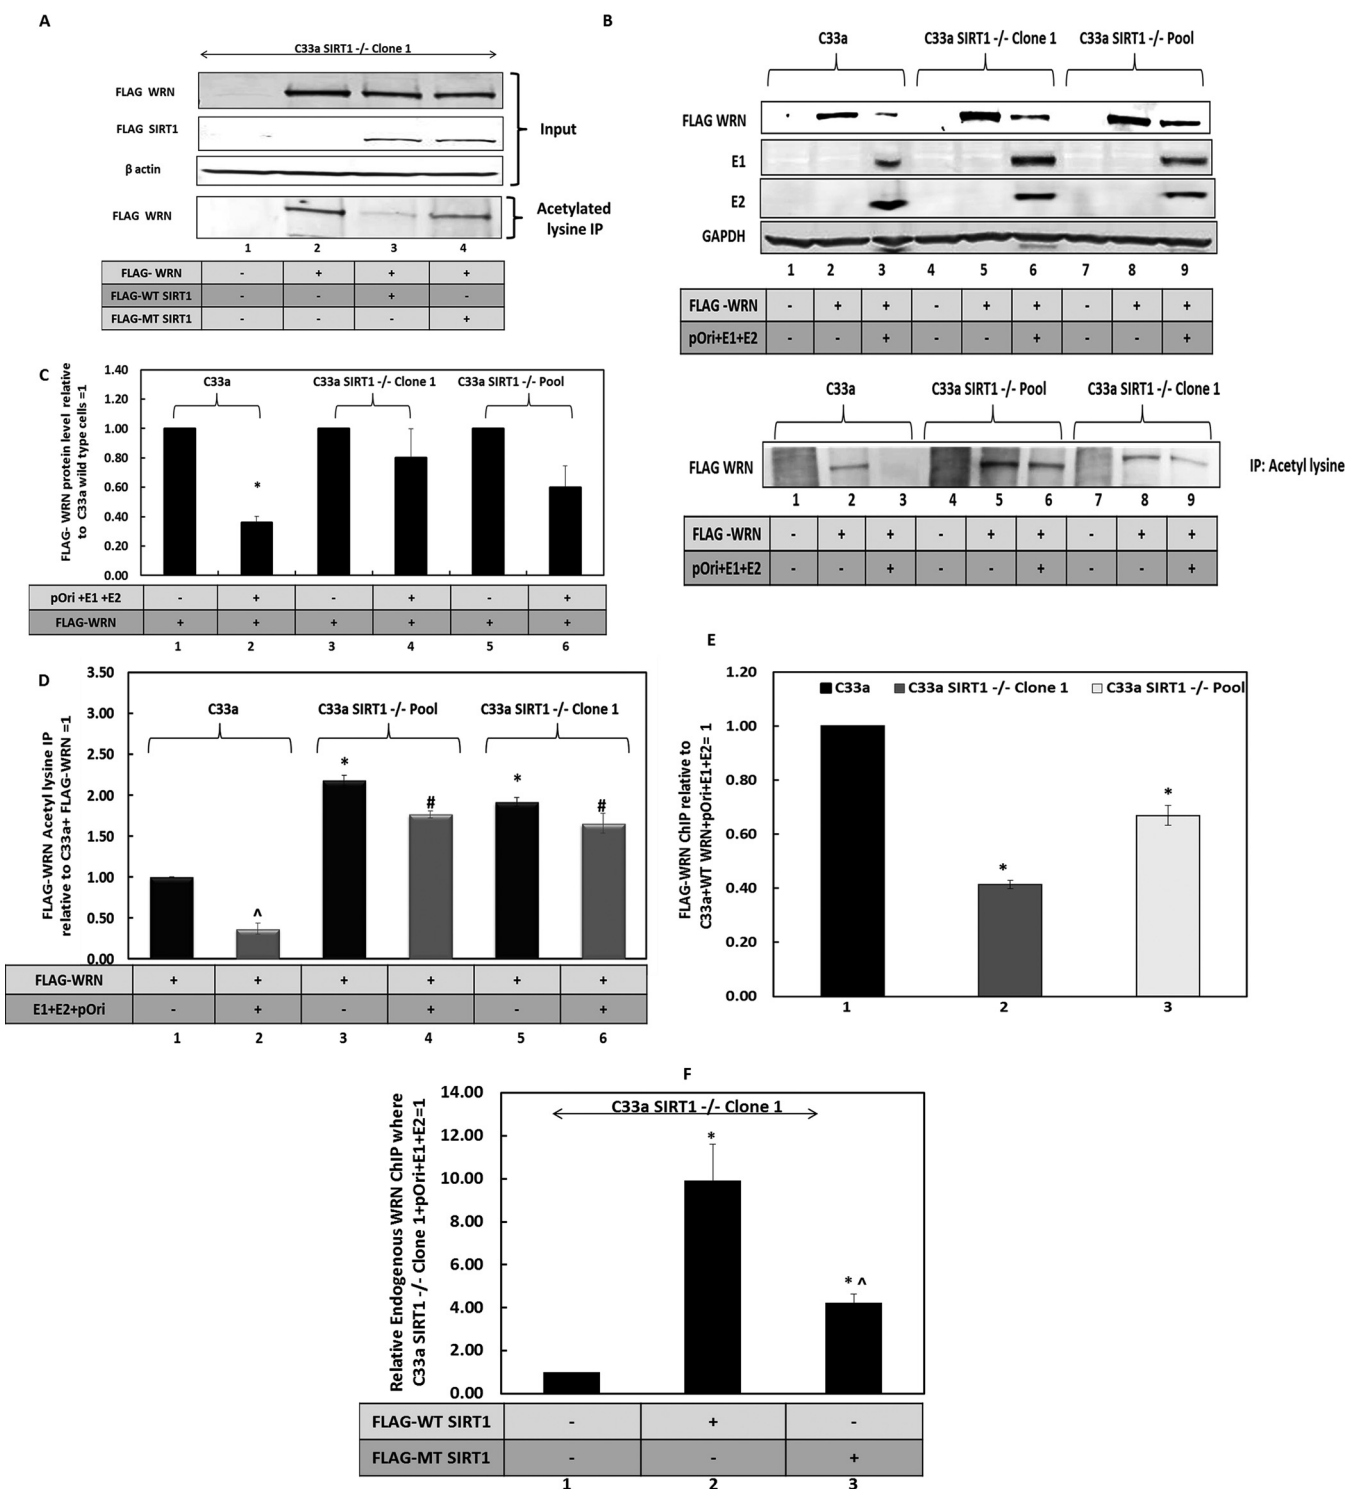 A
C33a SIRT1 -/- Clone 1
FLAG WRN
FLAG SIRT1
β actin
Input
FLAG WRN
Acetylated
lysine IP
1 2 3 4
FLAG- WRN - + + +
FLAG-WT SIRT1 - - + -
FLAG-MT SIRT1 - - - +
B
C33a C33a SIRT1 -/- Clone 1 C33a SIRT1 -/- Pool
FLAG WRN
E1
E2
GAPDH
1 2 3 4 5 6 7 8 9
FLAG -WRN - + + - + + - + +
pOri+E1+E2 - - + - - + - - +
C33a C33a SIRT1 -/- Pool C33a SIRT1 -/- Clone 1
FLAG WRN
IP: Acetyl lysine
1 2 3 4 5 6 7 8 9
FLAG -WRN - + + - + + - + +
pOri+E1+E2 - - + - - + - - +
C
FLAG- WRN protein level relative
to C33a wild type cells =1
1.40
1.20
1.00
0.80
0.60
0.40
0.20
0.00
C33a C33a SIRT1 -/- Clone 1 C33a SIRT1 -/- Pool
*
pOri +E1 +E2 - + - + - +
FLAG-WRN + + + + + +
1 2 3 4 5 6
D
FLAG-WRN Acetyl lysine IP
relative to C33a+ FLAG-WRN =1
3.50
3.00
2.50
2.00
1.50
1.00
0.50
0.00
C33a C33a SIRT1 -/- Pool C33a SIRT1 -/- Clone 1
^ * # * #
FLAG-WRN + + + + + +
E1+E2+pOri - + - + - +
1 2 3 4 5 6
E
FLAG-WRN ChIP relative to
C33a+WT WRN+pOri+E1+E2= 1
1.20
1.00
0.80
0.60
0.40
0.20
0.00
C33a C33a SIRT1 -/- Clone 1 C33a SIRT1 -/- Pool
* *
1 2 3
F
Relative Endogenous WRN ChIP where
C33a SIRT1 -/- Clone 1+pOri+E1+E2=1
14.00
12.00
10.00
8.00
6.00
4.00
2.00
0.00
C33a SIRT1 -/- Clone 1
*
* ^
FLAG-WT SIRT1 - + -
FLAG-MT SIRT1 - - +
1 2 3